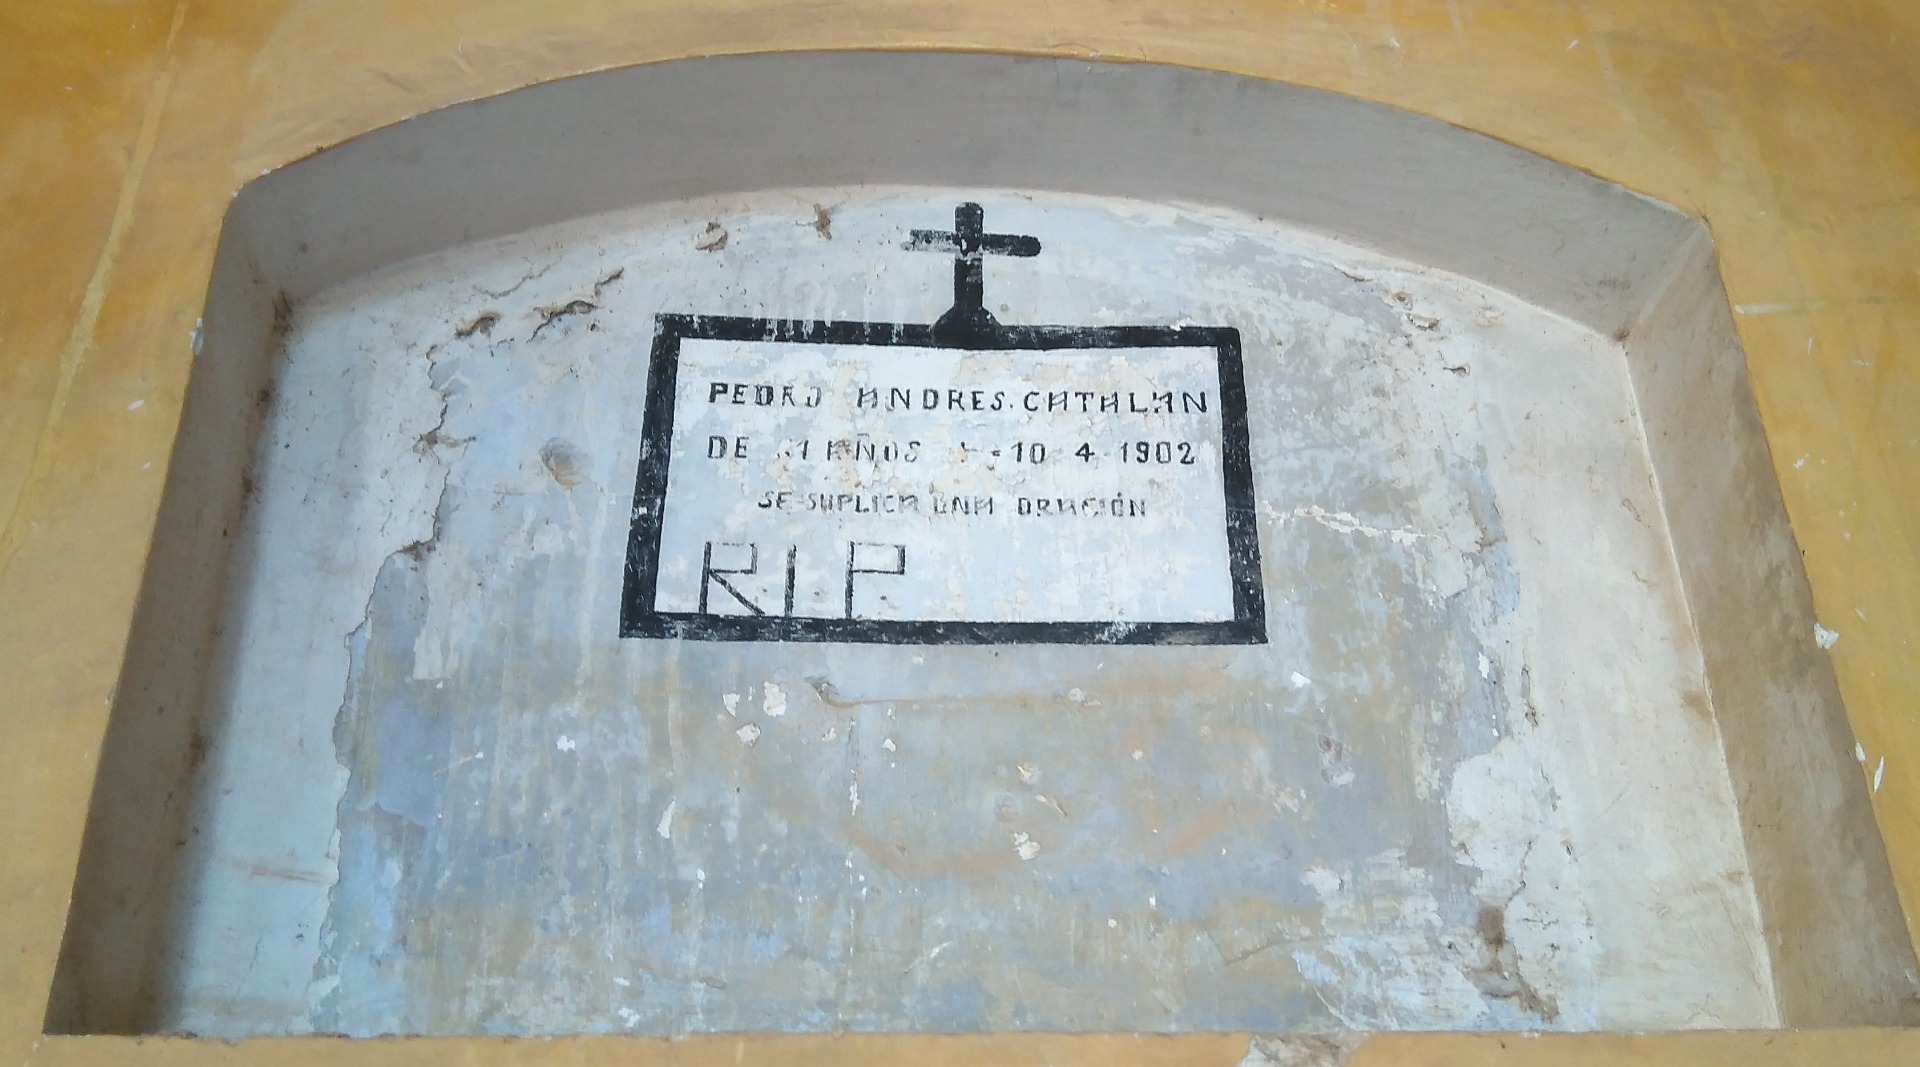 PEDRO ANDRES. CATALAN
DE AÑOS - 10 4 1902
SE SUPLICA UNA ORACIÓN
R I P